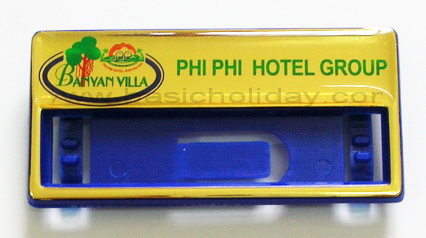 BANYAN VILLA
PHI PHI HOTEL GROUP
www.basicholiday.com